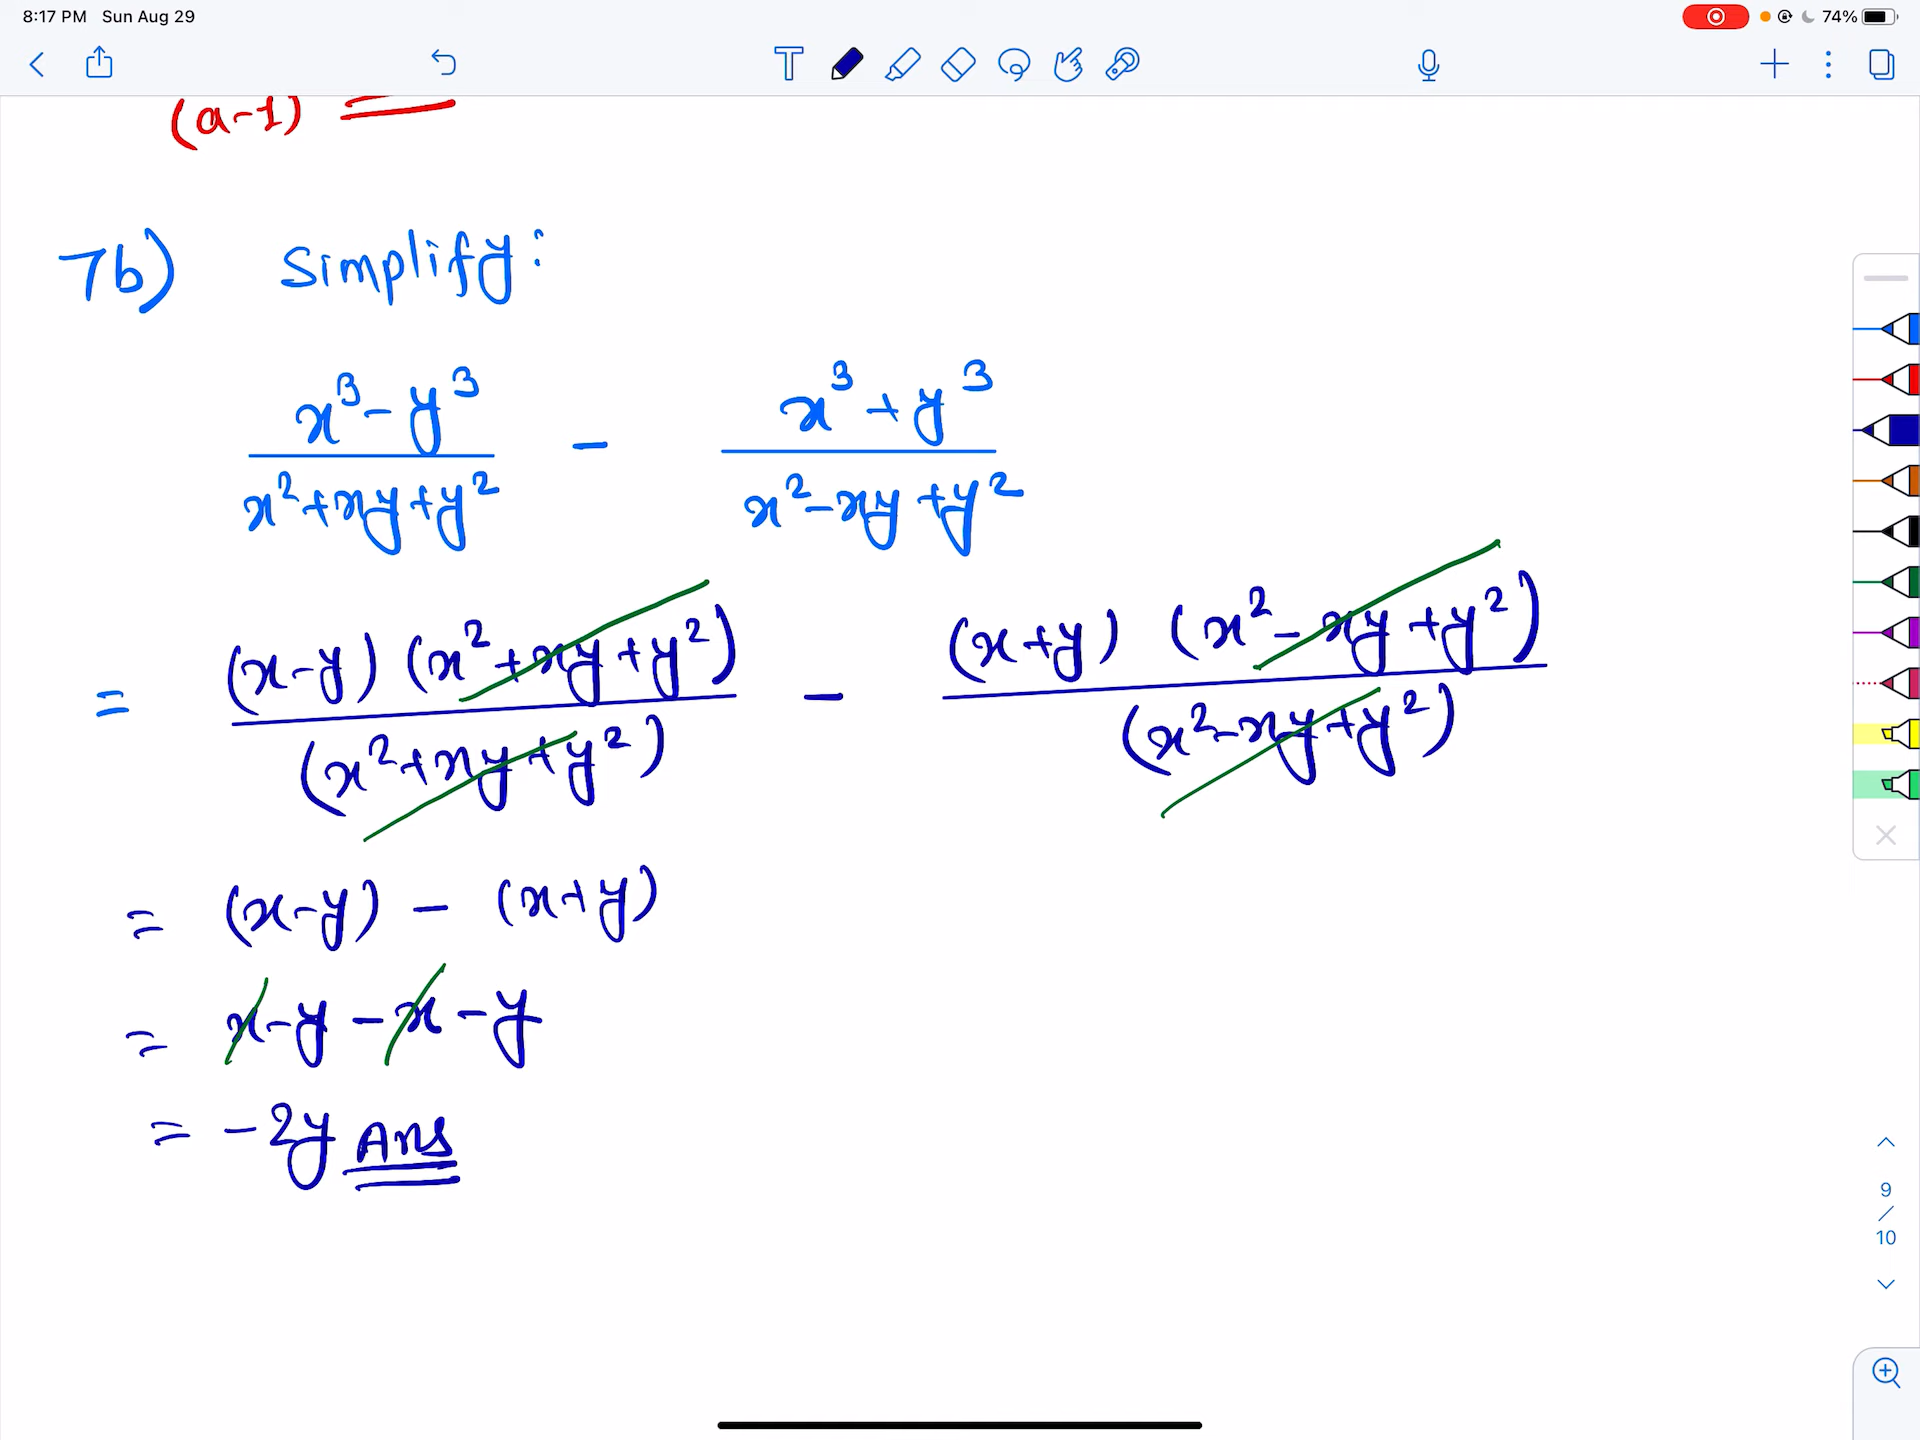 8:17 PM Sun Aug 29
74%
T
(a-1)
7b) Simplify:
x³-y³ / x²+xy+y² - x³+y³ / x²-xy+y²
= (x-y) (x²+xy+y²) / (x²+xy+y²) - (x+y) (x²-xy+y²) / (x²-xy+y²)
= (x-y) - (x+y)
= x-y-x-y
= -2y Ans
9
/
10